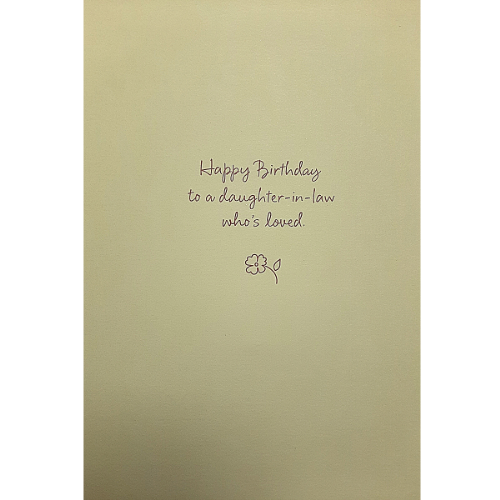 Happy Birthday
to a daughter-in-law
who's loved.